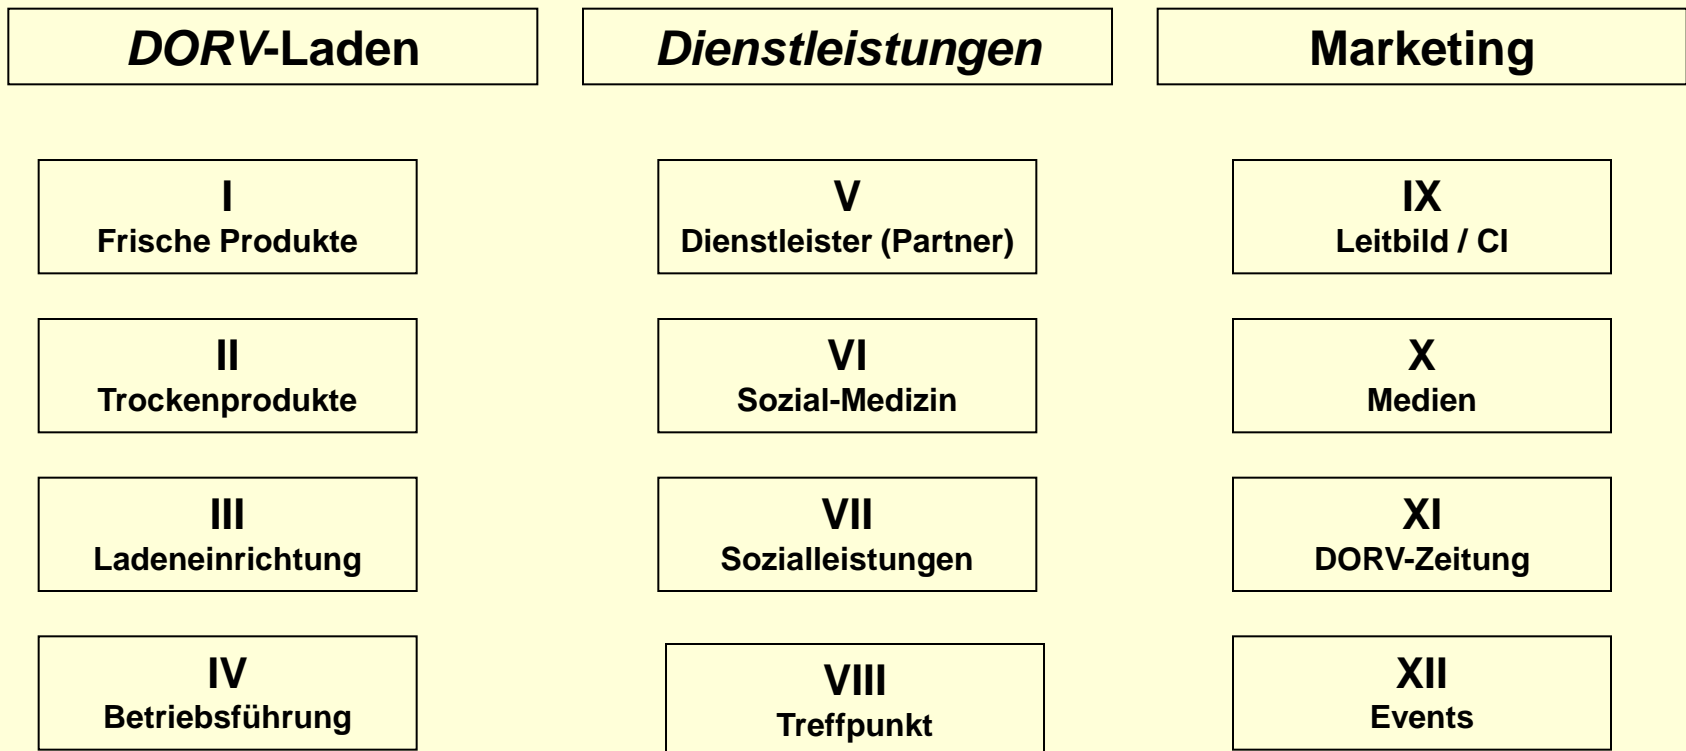 DORV-Laden
Dienstleistungen
Marketing
I
Frische Produkte
V
Dienstleister (Partner)
IX
Leitbild / CI
II
Trockenprodukte
VI
Sozial-Medizin
X
Medien
III
Ladeneinrichtung
VII
Sozialleistungen
XI
DORV-Zeitung
IV
Betriebsführung
VIII
Treffpunkt
XII
Events